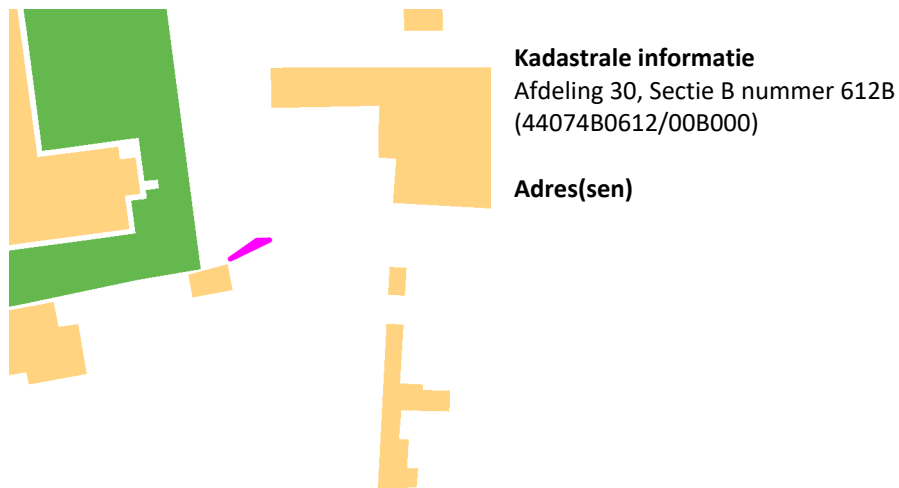 Kadastrale informatie
Afdeling 30, Sectie B nummer 612B
(44074B0612/00B000)
Adres(sen)